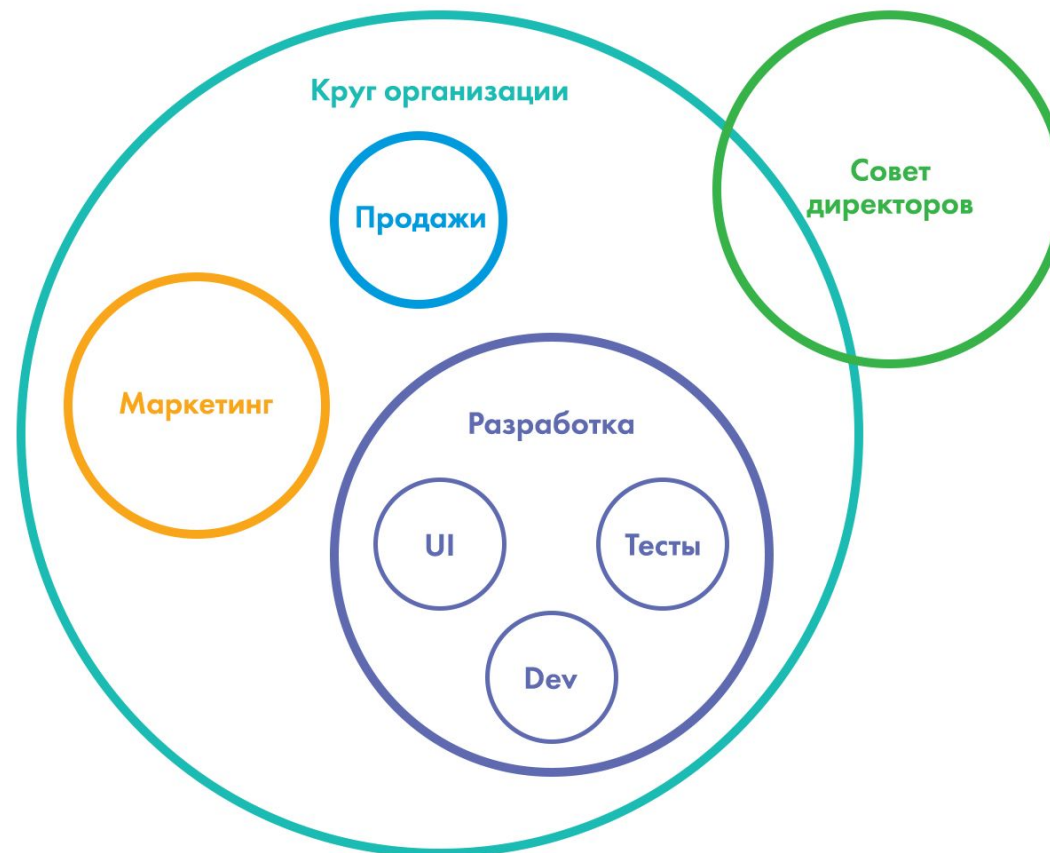 Круг организации
Совет
директоров
Продажи
Маркетинг
Разработка
UI
Тесты
Dev